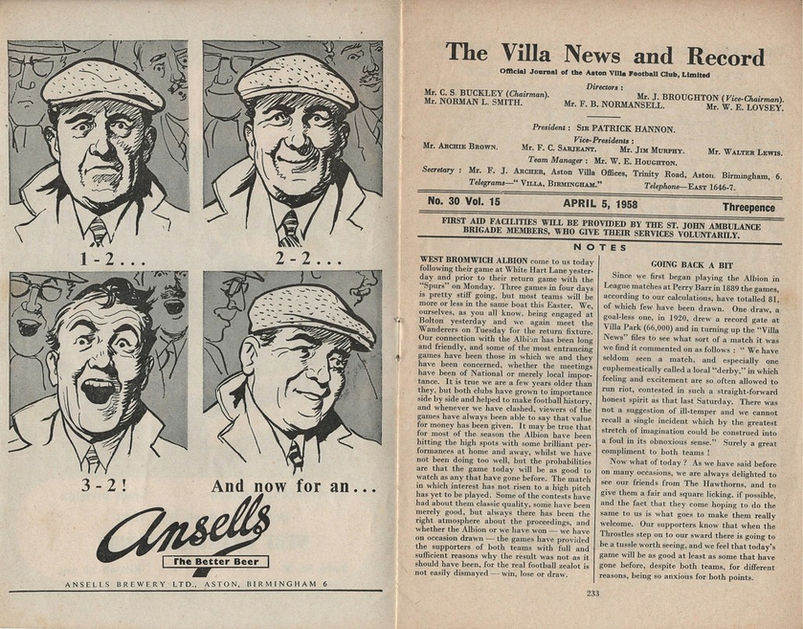 1-2...
2-2...
3-2!
And now for an...
Ansells
The Better Beer
ANSELLS BREWERY LTD., ASTON, BIRMINGHAM 6
The Villa News and Record
Official Journal of the Aston Villa Football Club, Limited
Directors :
Mr. C. S. BUCKLEY (Chairman).
Mr. J. BROUGHTON (Vice-Chairman).
Mr. NORMAN L. SMITH.
Mr. F. B. NORMANSELL.
Mr. W. E. LOVSEY.
President : SIR PATRICK HANNON.
Vice-Presidents :
Mr. ARCHIE BROWN.
Mr. F. C. SARJEANT.
Mr. JIM MURPHY.
Mr. WALTER LEWIS.
Team Manager : Mr. W. E. HOUGHTON.
Secretary : Mr. F. J. ARCHER, Aston Villa Offices, Trinity Road, Aston, Birmingham, 6.
Telegrams—" VILLA, BIRMINGHAM."
Telephone—EAST 1646-7.
No. 30 Vol. 15
APRIL 5, 1958
Threepence
FIRST AID FACILITIES WILL BE PROVIDED BY THE ST. JOHN AMBULANCE
BRIGADE MEMBERS, WHO GIVE THEIR SERVICES VOLUNTARILY.
NOTES
WEST BROMWICH ALBION come to us today
following their game at White Hart Lane yester-
day and prior to their return game with the
"Spurs" on Monday. Three games in four days
is pretty stiff going, but most teams will be
more or less in the same boat this Easter. We,
ourselves, as you all know, being engaged at
Bolton yesterday and we again meet the
Wanderers on Tuesday for the return fixture.
Our connection with the Albion has been long
and friendly, and some of the most entrancing
games have been those in which we and they
have been concerned, whether the meetings
have been of National or merely local impor-
tance. It is true we are a few years older than
they, but both clubs have grown to importance
side by side and helped to make football history,
and whenever we have clashed, viewers of the
games have always been able to say that value
for money has been given. It may be true that
for most of the season the Albion have been
hitting the high spots with some brilliant per-
formances at home and away, whilst we have
not been doing too well, but the probabilities
are that the game today will be as good to
watch as any that have gone before. The match
in which interest has not risen to a high pitch
has yet to be played. Some of the contests have
had about them classic quality, some have been
merely good, but always there has been the
right atmosphere about the proceedings, and
whether the Albion or we have won — we have
on occasion drawn — the games have provided
the supporters of both teams with full and
sufficient reasons why the result was not as it
should have been, for the real football zealot is
not easily dismayed — win, lose or draw.
GOING BACK A BIT
Since we first began playing the Albion in
League matches at Perry Barr in 1889 the games,
according to our calculations, have totalled 81,
of which few have been drawn. One draw, a
goal-less one, in 1920, drew a record gate at
Villa Park (66,000) and in turning up the "Villa
News" files to see what sort of a match it was
we find it commented on as follows : " We have
seldom seen a match, and especially one
euphemectically called a local "derby," in which
feeling and excitement are so often allowed to
run riot, contested in such a straight-forward
honest spirit as that last Saturday. There was
not a suggestion of ill-temper and we cannot
recall a single incident which by the greatest
stretch of imagination could be construed into
a foul in its obnoxious sense." Surely a great
compliment to both teams !
Now what of today ? As we have said before
on many occasions, we are always delighted to
see our friends from The Hawthorns, and to
give them a fair and square licking, if possible,
and the fact that they come hoping to do the
same to us is what goes to make them really
welcome. Our supporters know that when the
Throstles step on to our sward there is going to
be a tussle worth seeing, and we feel that today's
game will be as good at least as some that have
gone before, despite both teams, for different
reasons, being so anxious for both points.
233